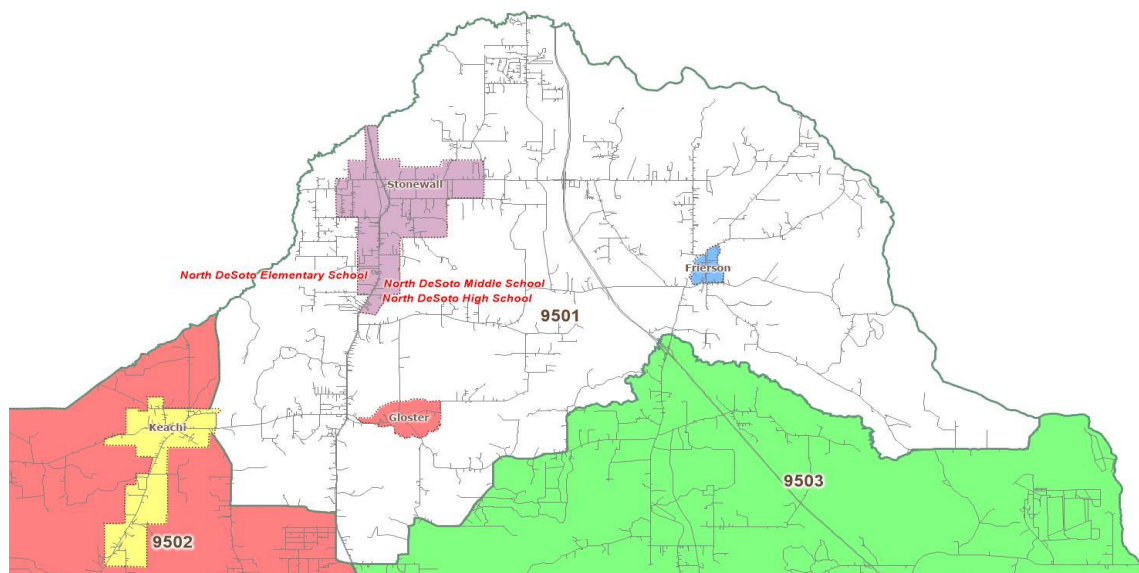 Stonewall
Frierson
North DeSoto Elementary School
North DeSoto Middle School
North DeSoto High School
9501
Gloster
Keachi
9503
9502